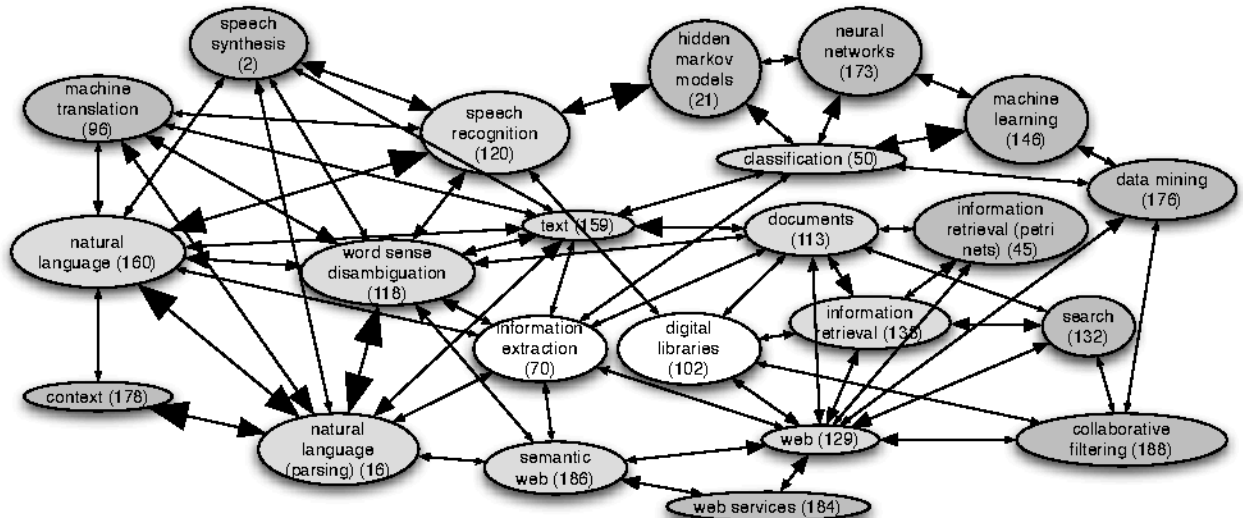 speech
synthesis
(2)
hidden
markov
models
(21)
neural
networks
(173)
machine
translation
(96)
speech
recognition
(120)
machine
learning
(146)
classification (50)
data mining
(176)
natural
language (160)
word sense
disambiguation
(118)
text (159)
documents
(113)
information
retrieval (petri
nets) (45)
information
extraction
(70)
digital
libraries
(102)
information
retrieval (138)
search
(132)
context (178)
natural
language
(parsing) (16)
semantic
web (186)
web (129)
collaborative
filtering (188)
web services (184)